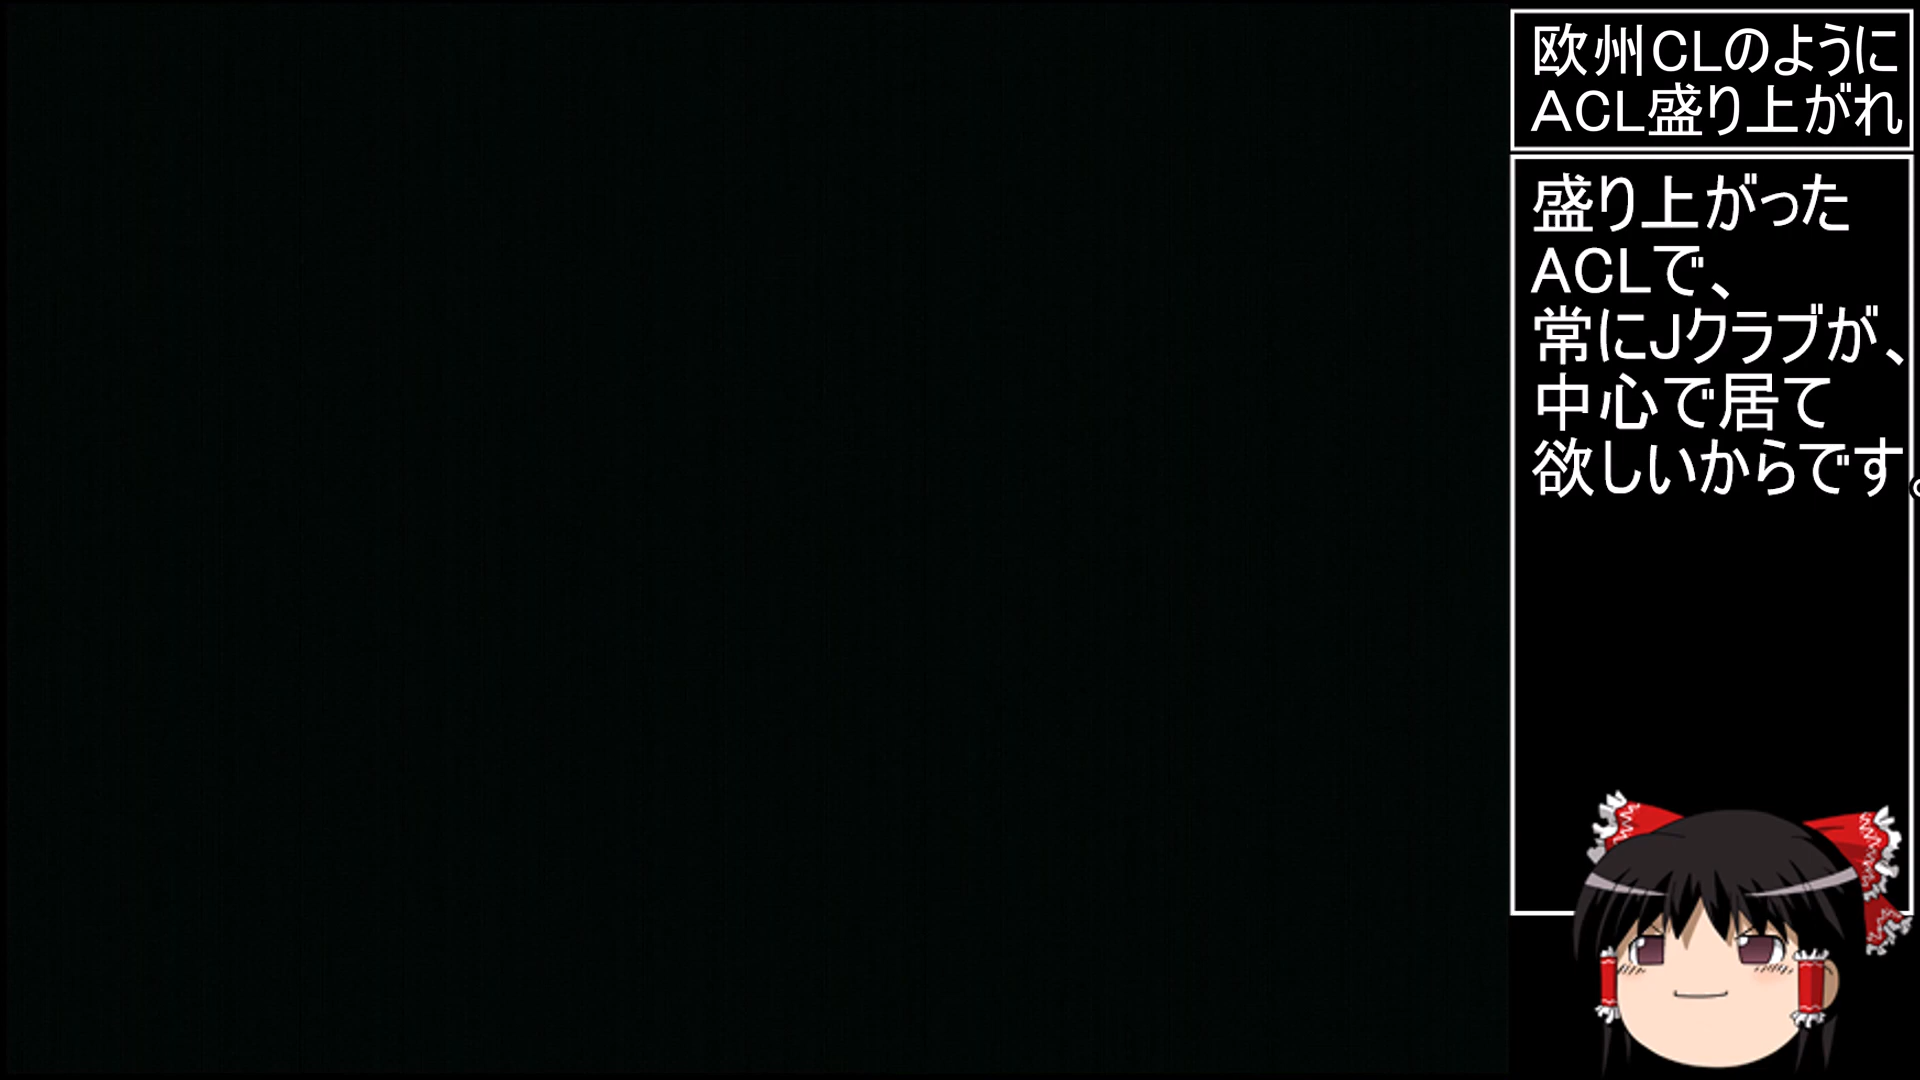 欧州CLのように
ACL盛り上がれ
盛り上がった
ACLで、
常にJクラブが、
中心で居て
欲しいからです。